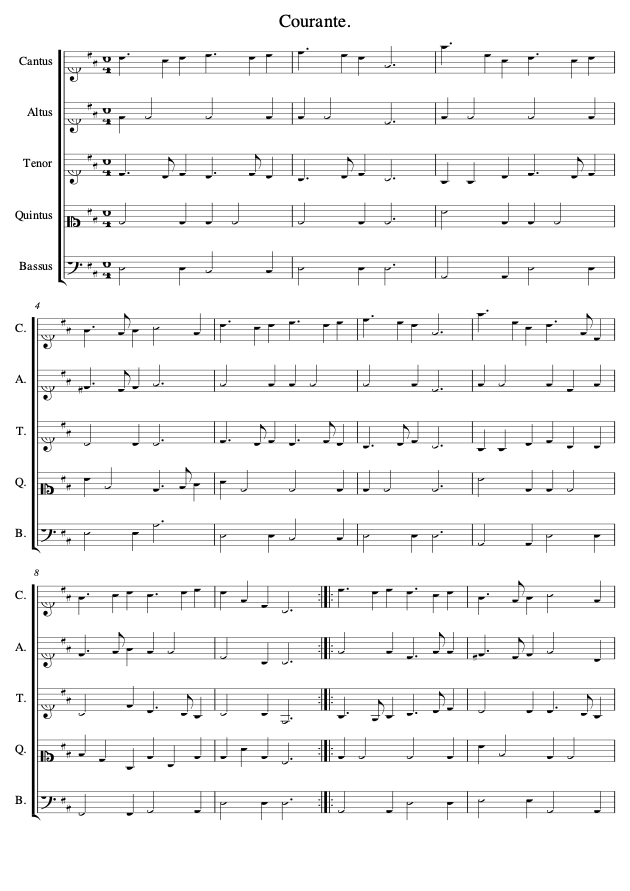 Courante.
Cantus
Altus
Tenor
Quintus
Bassus
4
C.
A.
T.
Q.
B.
8
C.
A.
T.
Q.
B.